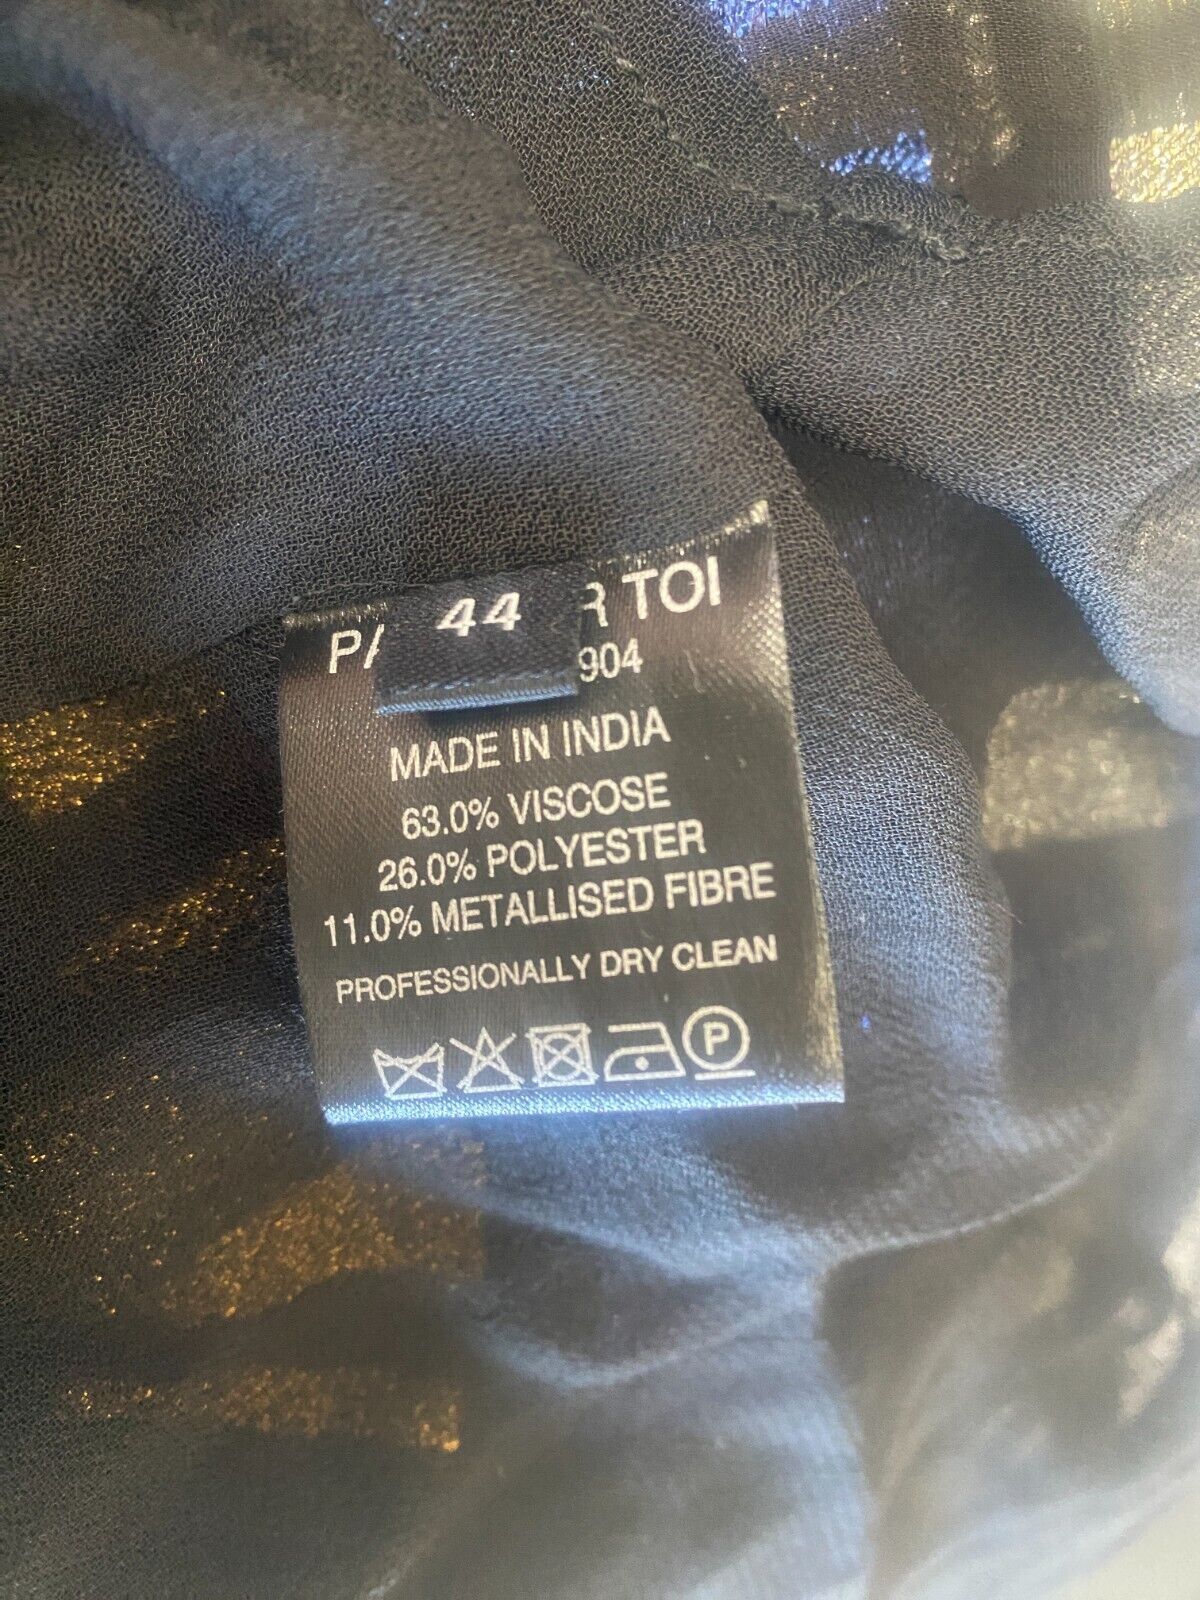 44
TOI
904
MADE IN INDIA
63.0% VISCOSE
26.0% POLYESTER
11.0% METALLISED FIBRE
PROFESSIONALLY DRY CLEAN
P